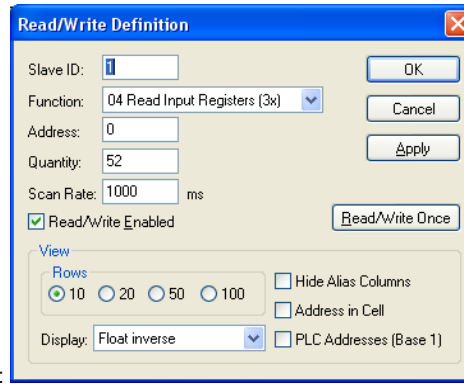 Read/Write Definition
Slave ID: 1
OK
Function: 04 Read Input Registers (3x)
Cancel
Address: 0
Quantity: 52
Apply
Scan Rate: 1000 ms
Read/Write Enabled
Read/Write Once
View
Rows
10 20 50 100
Hide Alias Columns
Address in Cell
Display: Float inverse
PLC Addresses (Base 1)
: